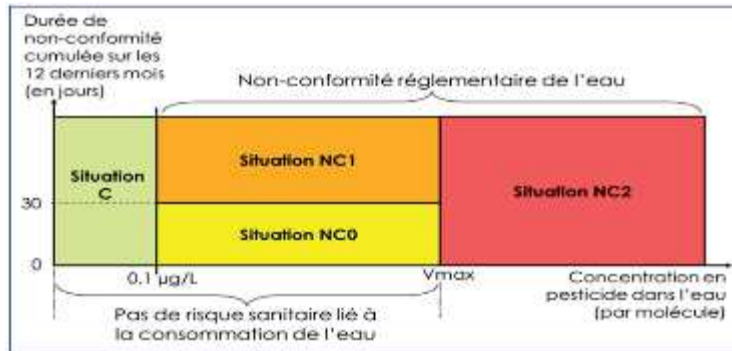 Durée de
non-conformité
cumulée sur les
12 derniers mois
(en jours)
Non-conformité réglementaire de l'eau
Situation
C
Situation NC1
Situation NC2
30
Situation NC0
0
0.1 µg/L
Vmax
Concentration en
pesticide dans l'eau
(par molécule)
Pas de risque sanitaire lié à
la consommation de l'eau